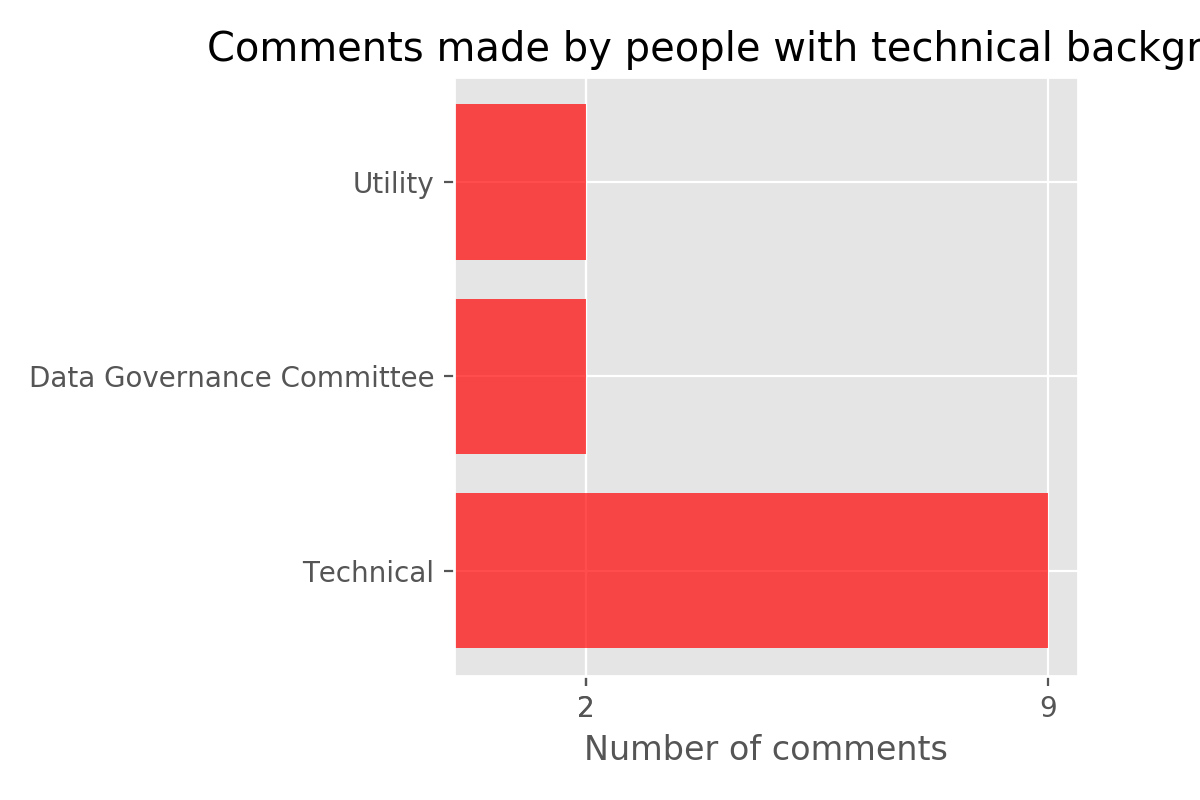 Comments made by people with technical backgr
Utility
Data Governance Committee
Technical
2
9
Number of comments